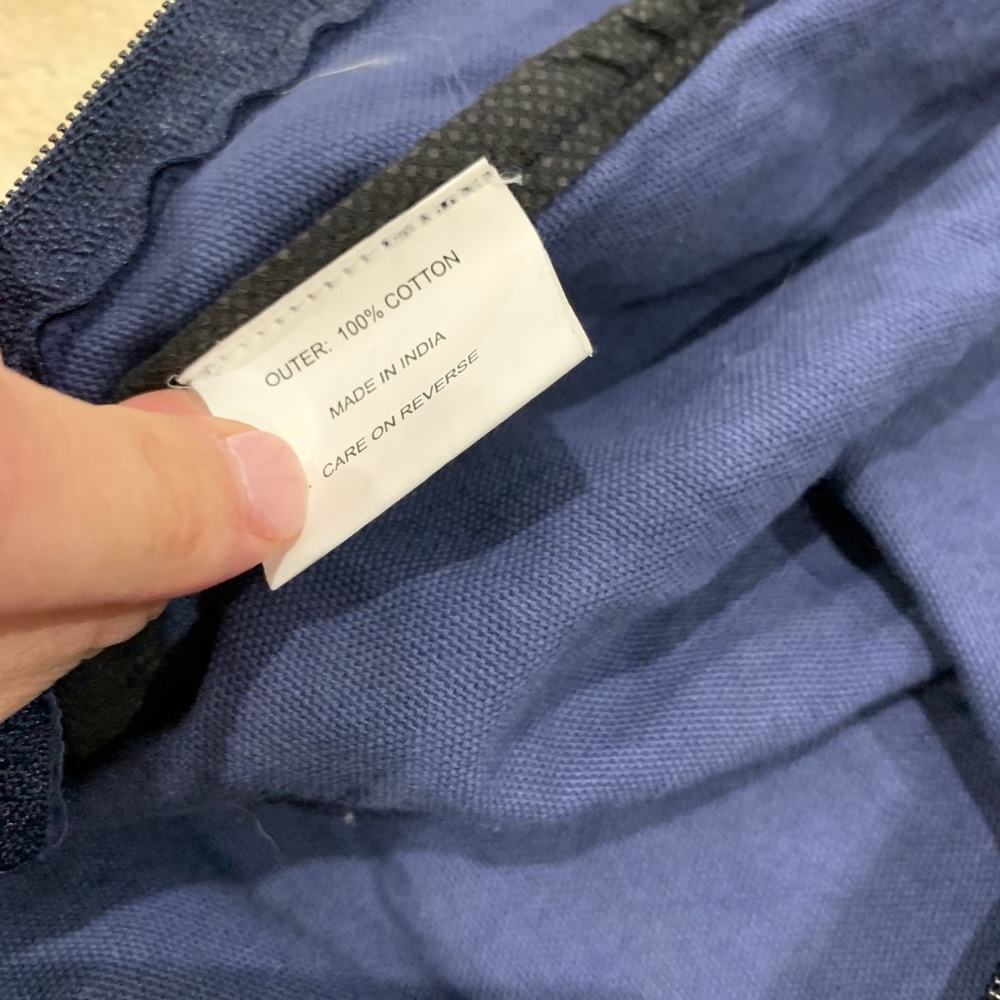 OUTER: 100% COTTON
MADE IN INDIA
CARE ON REVERSE